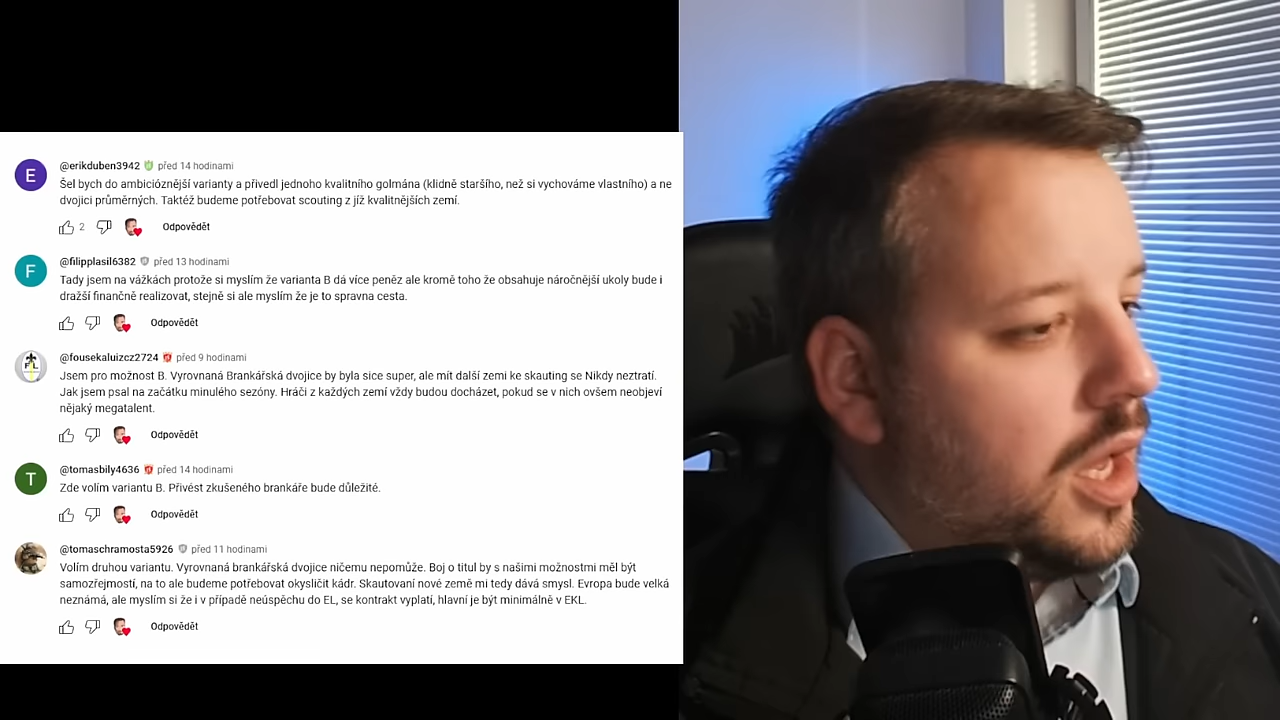 E
@erikduben3942 před 14 hodinami
Šel bych do ambicióznější varianty a přivedl jednoho kvalitního golmána (klidně staršího, než si vychováme vlastního) a ne
dvojici průměrných. Taktéž budeme potřebovat scouting z jíž kvalitnějších zemí.
2 Odpovědět
F
@filipplasil6382 před 13 hodinami
Tady jsem na vážkách protože si myslím že varianta B dá více peněz ale kromě toho že obsahuje náročnější ukoly bude i
dražší finančně realizovat, stejně si ale myslím že je to spravna cesta.
Odpovědět
@fousekaluizcz2724 před 9 hodinami
Jsem pro možnost B. Vyrovnaná Brankářská dvojice by byla sice super, ale mít další zemi ke skauting se Nikdy neztratí.
Jak jsem psal na začátku minulého sezóny. Hráči z každých zemí vždy budou docházet, pokud se v nich ovšem neobjeví
nějaký megatalent.
Odpovědět
T
@tomasbily4636 před 14 hodinami
Zde volím variantu B. Přivést zkušeného brankáře bude důležité.
Odpovědět
@tomaschramosta5926 před 11 hodinami
Volím druhou variantu. Vyrovnaná brankářská dvojice ničemu nepomůže. Boj o titul by s našimi možnostmi měl být
samozřejmostí, na to ale budeme potřebovat okysličit kádr. Skautovaní nové země mi tedy dává smysl. Evropa bude velká
neznámá, ale myslím si že i v případě neúspěchu do EL, se kontrakt vyplatí, hlavní je být minimálně v EKL.
Odpovědět